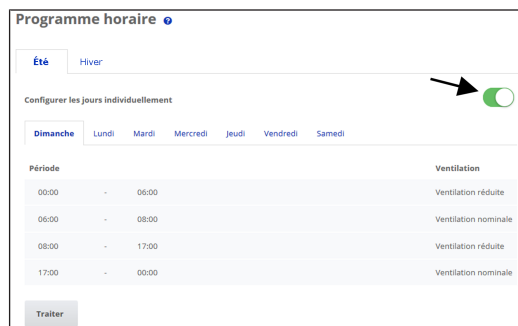 Programme horaire ?
Été Hiver
Configurer les jours individuellement
Dimanche Lundi Mardi Mercredi Jeudi Vendredi Samedi
Période Ventilation
00:00 - 06:00 Ventilation réduite
06:00 - 08:00 Ventilation nominale
08:00 - 17:00 Ventilation réduite
17:00 - 00:00 Ventilation nominale
Traiter